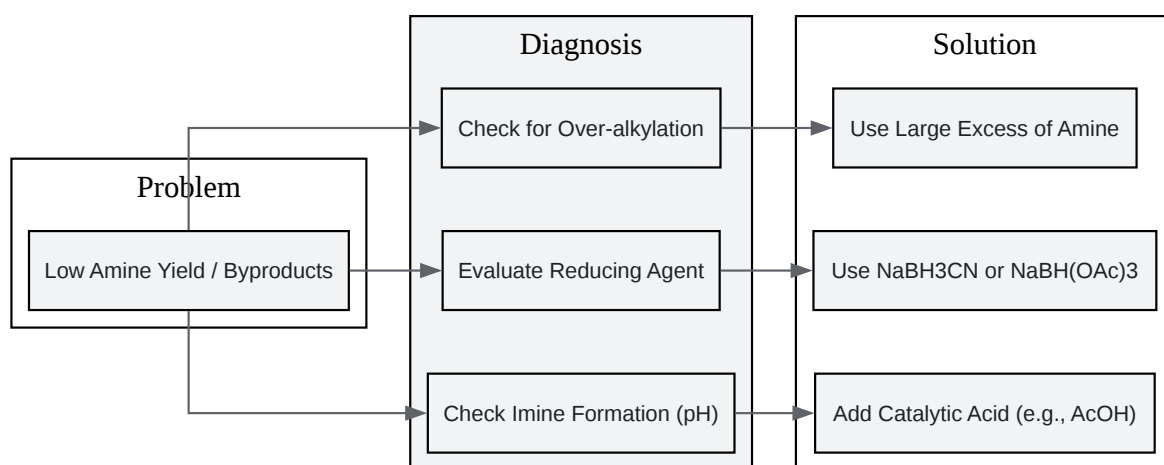 Problem
Low Amine Yield / Byproducts
Diagnosis
Check for Over-alkylation
Evaluate Reducing Agent
Check Imine Formation (pH)
Solution
Use Large Excess of Amine
Use NaBH3CN or NaBH(OAc)3
Add Catalytic Acid (e.g., AcOH)